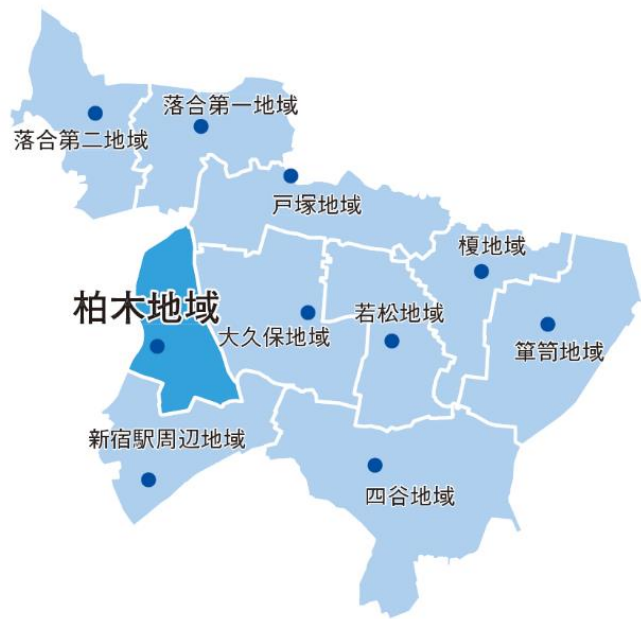 落合第一地域
落合第二地域
戸塚地域
榎地域
柏木地域
大久保地域
若松地域
箪笥地域
新宿駅周辺地域
四谷地域